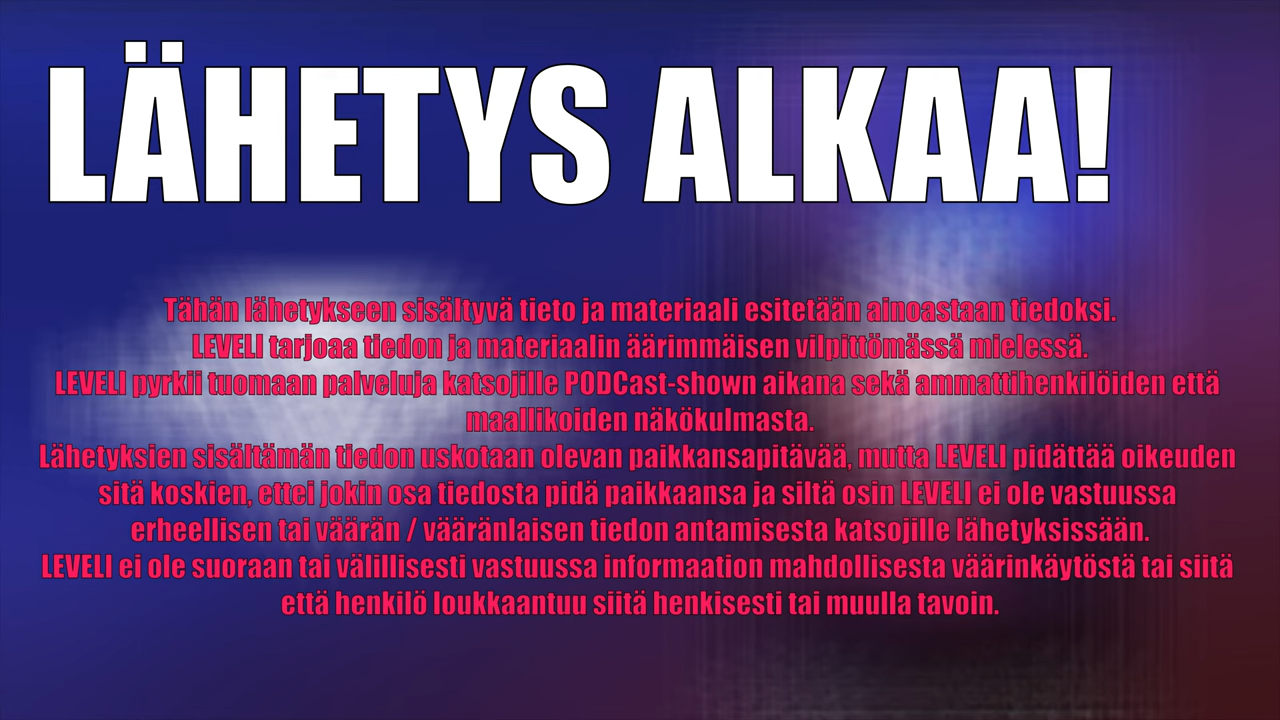 LÄHETYS ALKAA!
Tähän lähetykseen sisältyvä tieto ja materiaali esitetään ainoastaan tiedoksi.
LEVELI tarjoaa tiedon ja materiaalin äärimmäisen vilpittömässä mielessä.
LEVELI pyrkii tuomaan palveluja katsojille PODCast-shown aikana sekä ammattihenkilöiden että
maallikoiden näkökulmasta.
Lähetyksien sisältämän tiedon uskotaan olevan paikkansapitävää, mutta LEVELI pidättää oikeuden
sitä koskien, ettei jokin osa tiedosta pidä paikkaansa ja siltä osin LEVELI ei ole vastuussa
erheellisen tai väärän / vääränlaisen tiedon antamisesta katsojille lähetyksissään.
LEVELI ei ole suoraan tai välillisesti vastuussa informaation mahdollisesta väärinkäytöstä tai siitä
että henkilö loukkaantuu siitä henkisesti tai muulla tavoin.